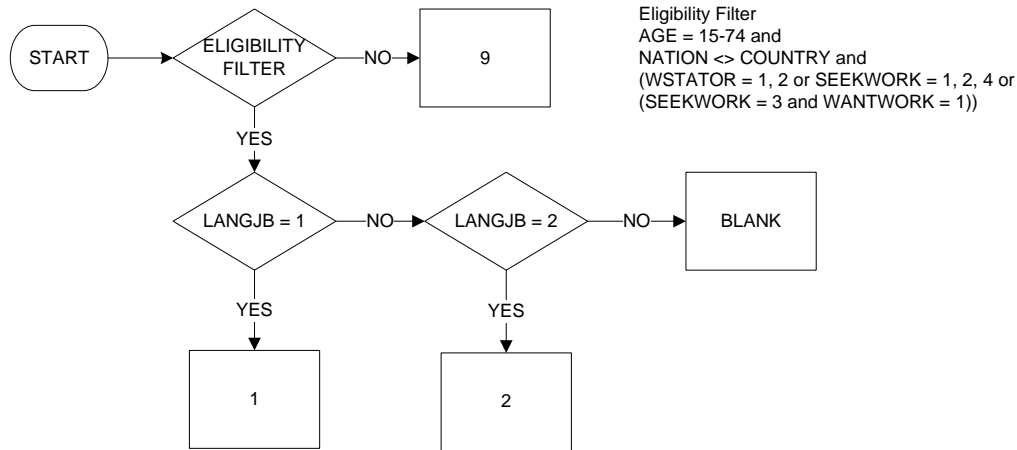 START
ELIGIBILITY
FILTER
NO
9
Eligibility Filter
AGE = 15-74 and
NATION <> COUNTRY and
(WSTATOR = 1, 2 or SEEKWORK = 1, 2, 4 or
(SEEKWORK = 3 and WANTWORK = 1))
YES
LANGJB = 1
NO
LANGJB = 2
NO
BLANK
YES
YES
1
2